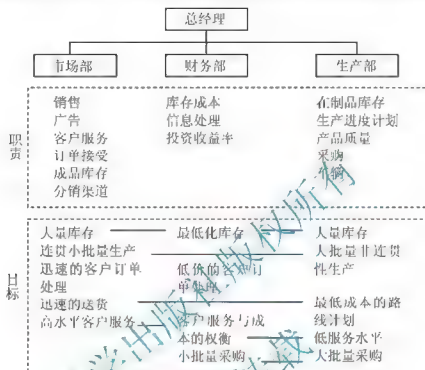 总经理
市场部 财务部 生产部
职责
销售 库存成本 在制品库存
广告 信息处理 生产进度计划
客户服务 投资收益率 产品质量
订单接受 采购
成品库存
分销渠道
目标
大量库存 最低化库存 大量库存
连贯小批量生产 大批量非连贯
迅速的客户订单 低价的客户订 性生产
处理
迅速的送货 最低成本的路
高水平客户服务 客户服务与成 线计划
本的权衡 低服务水平
小批量采购 大批量采购